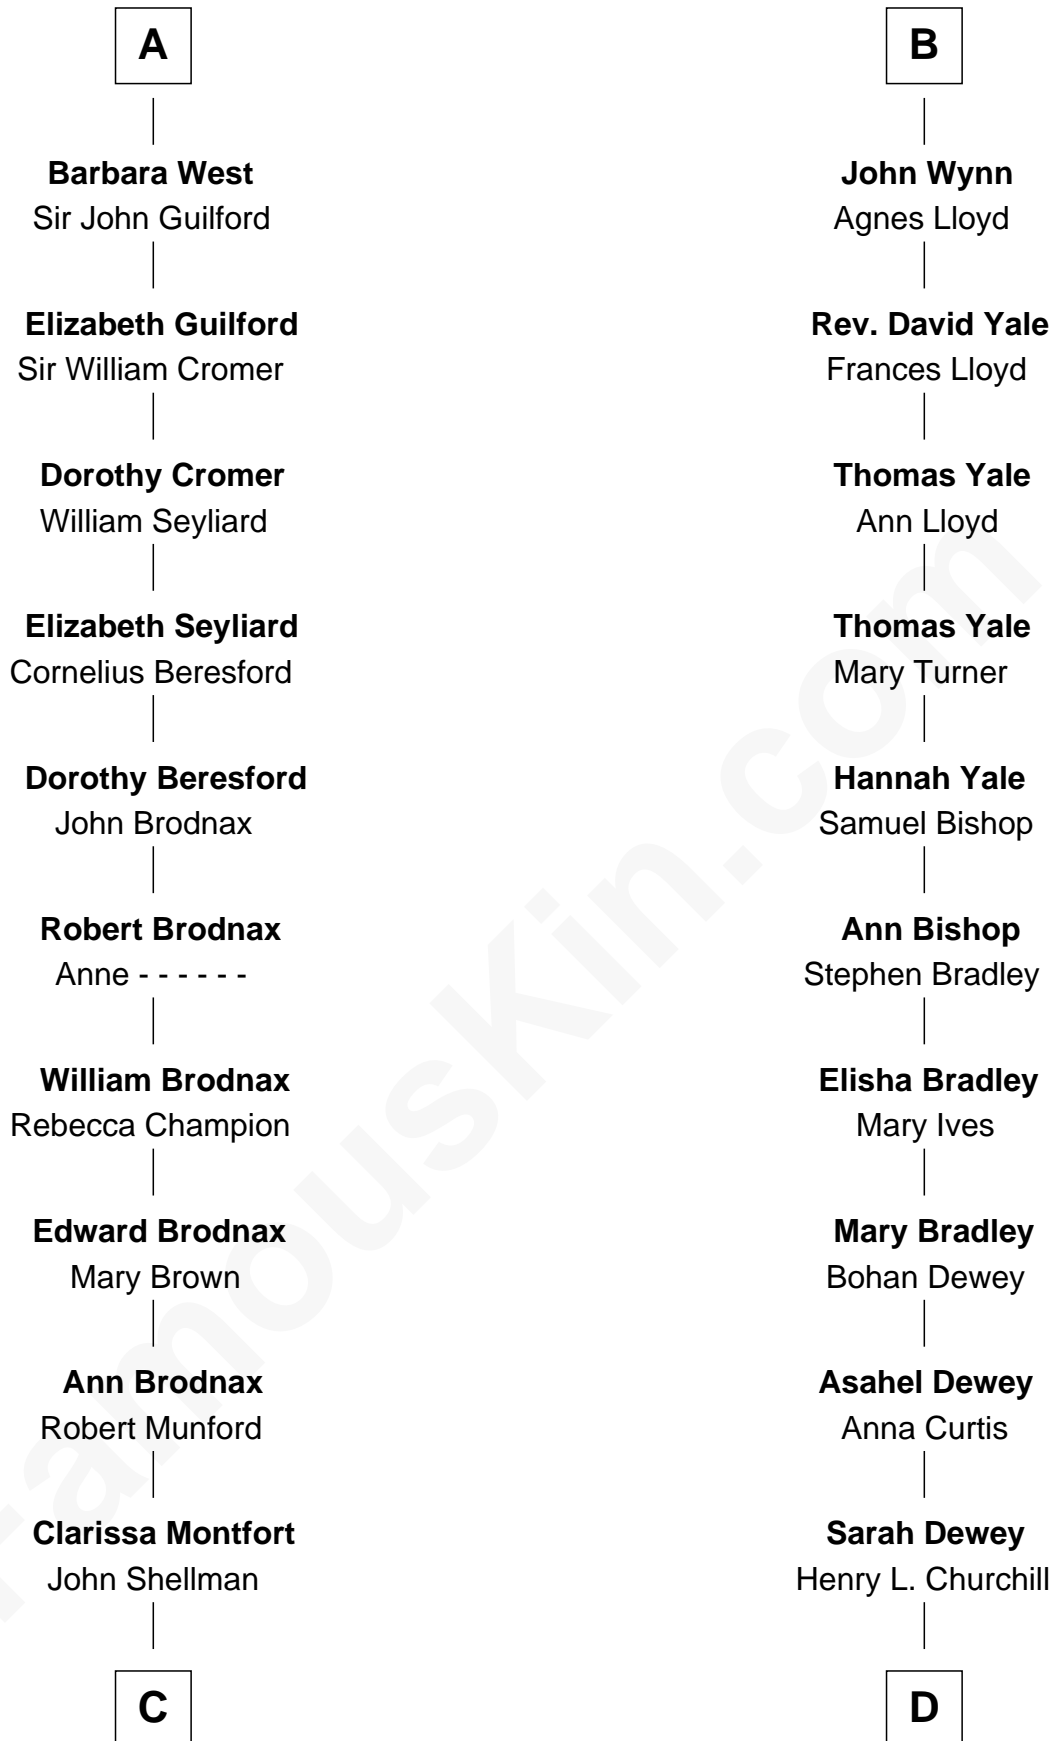 A
Barbara West
Sir John Guilford
Elizabeth Guilford
Sir William Cromer
Dorothy Cromer
William Seyliard
Elizabeth Seyliard
Cornelius Beresford
Dorothy Beresford
John Brodnax
Robert Brodnax
Anne - - - - - -
William Brodnax
Rebecca Champion
Edward Brodnax
Mary Brown
Ann Brodnax
Robert Munford
Clarissa Montfort
John Shellman
C
B
John Wynn
Agnes Lloyd
Rev. David Yale
Frances Lloyd
Thomas Yale
Ann Lloyd
Thomas Yale
Mary Turner
Hannah Yale
Samuel Bishop
Ann Bishop
Stephen Bradley
Elisha Bradley
Mary Ives
Mary Bradley
Bohan Dewey
Asahel Dewey
Anna Curtis
Sarah Dewey
Henry L. Churchill
D
FamousKin.com